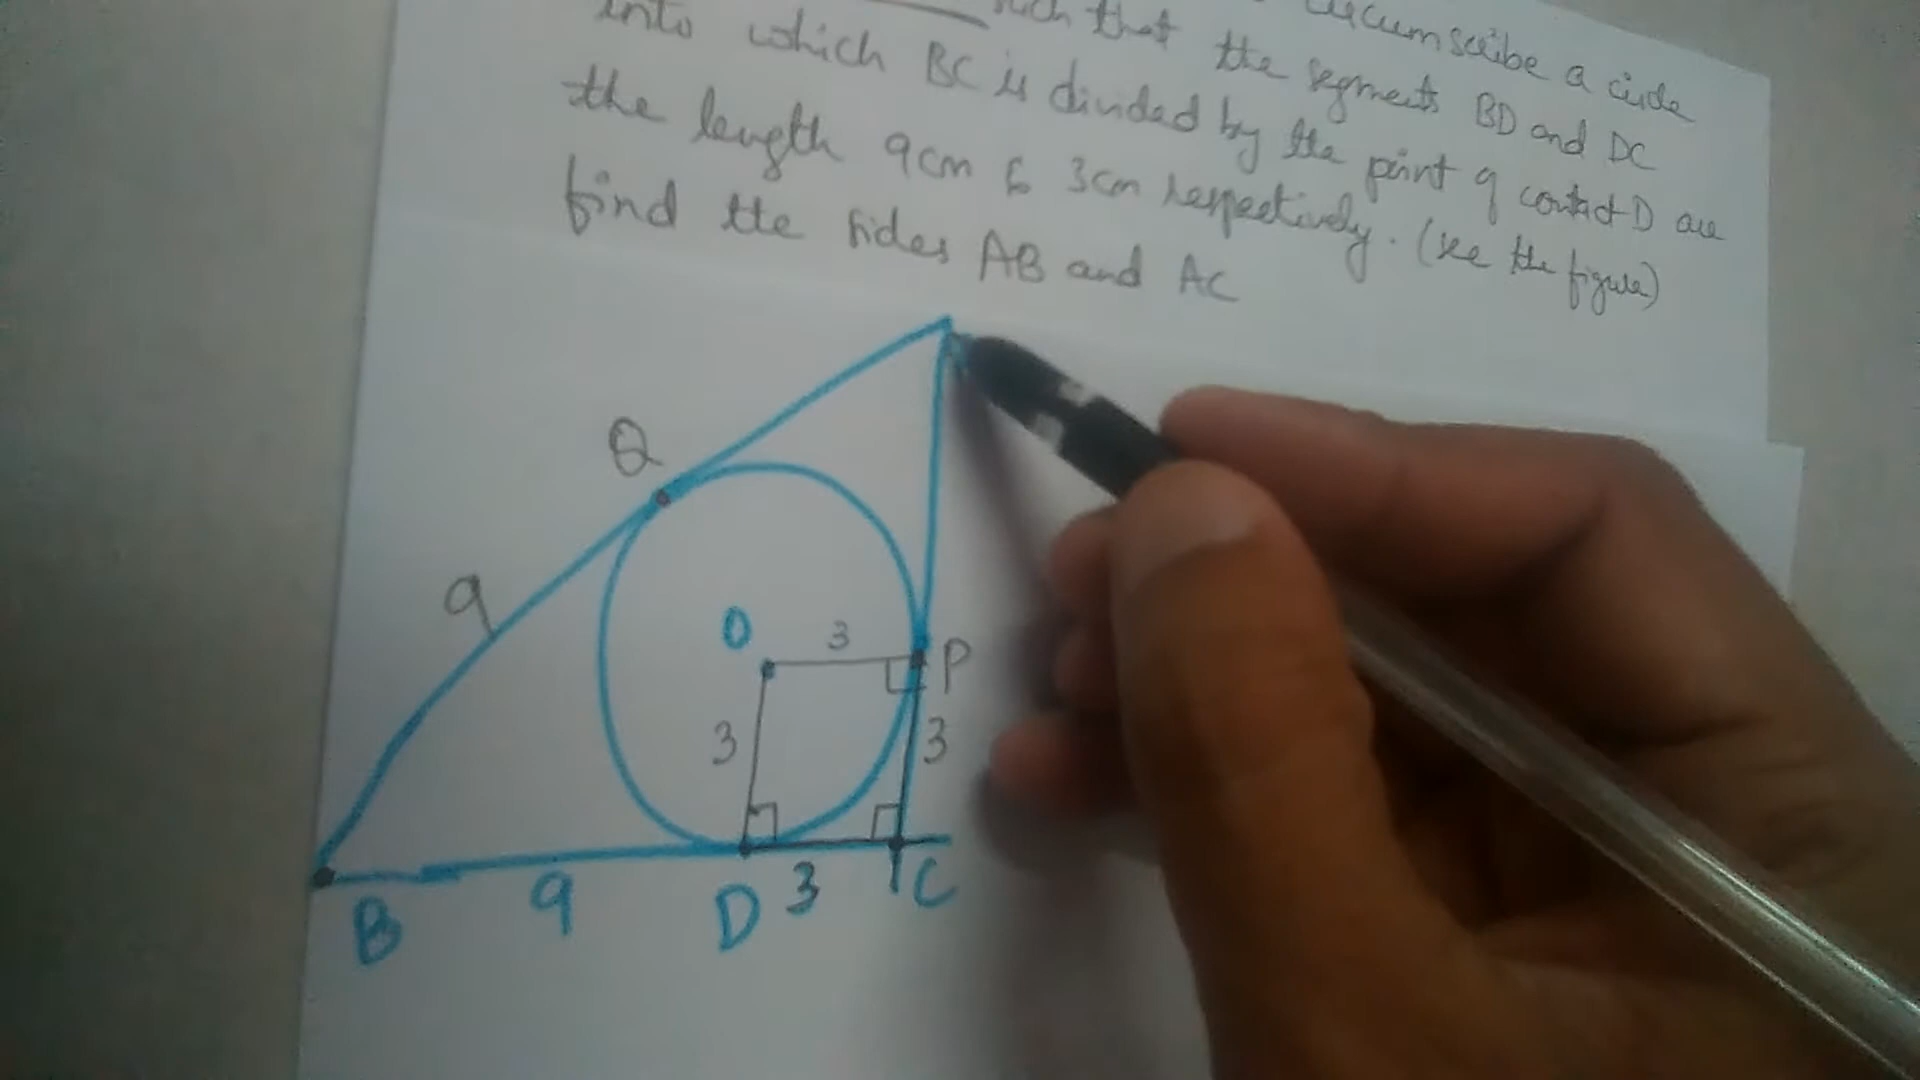 circumscribe a circle
such that the segments BD and DC
into which BC is divided by the point of contact D are
the length 9cm & 3cm respectively. (see the figure)
find the sides AB and AC
Q
9
O
3
P
3
3
B
9
D
3
C